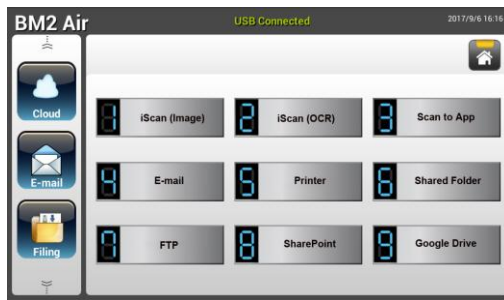 BM2 Air
USB Connected
2017/9/6 16:16
Cloud
E-mail
Filing
1 iScan (Image)
2 iScan (OCR)
3 Scan to App
4 E-mail
5 Printer
6 Shared Folder
7 FTP
8 SharePoint
9 Google Drive